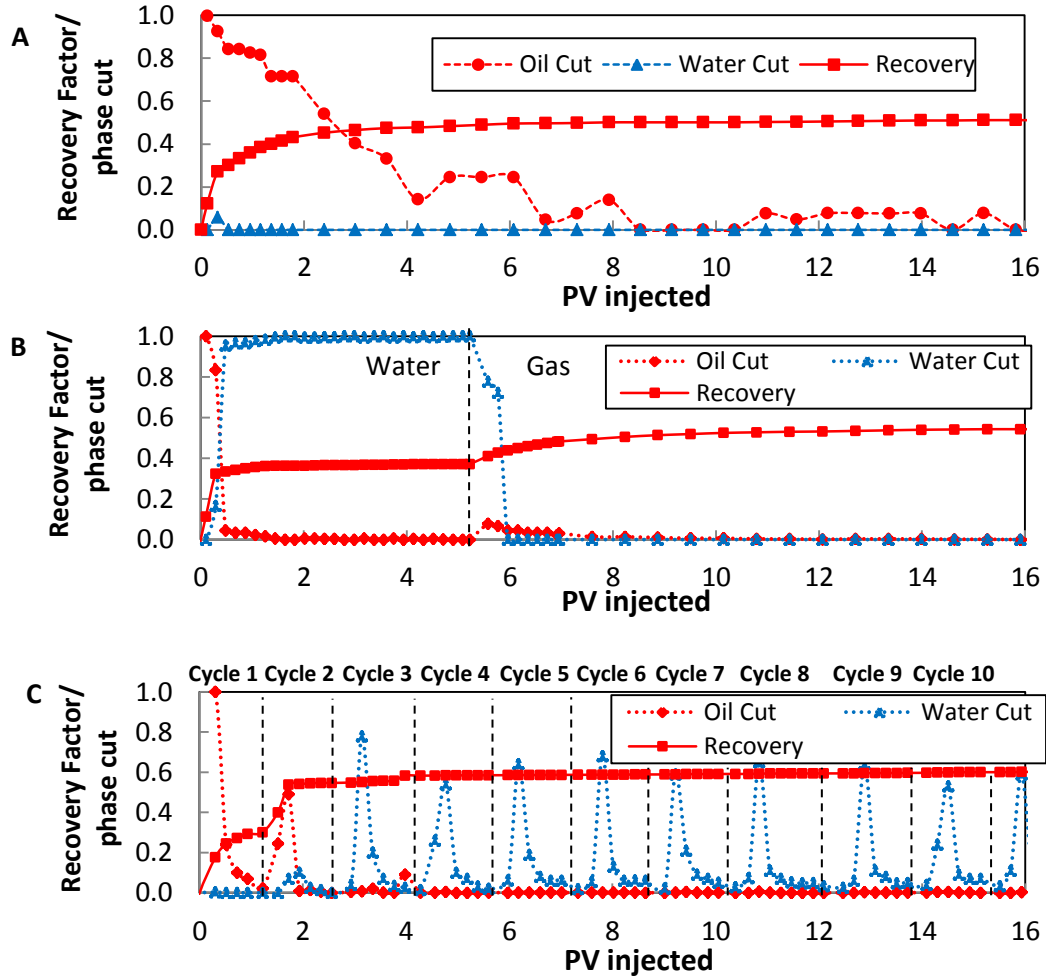 A
Recovery Factor/
phase cut
1.0
0.8
0.6
0.4
0.2
0.0
Oil Cut Water Cut Recovery
0 2 4 6 8 10 12 14 16
PV injected
B
Recovery Factor/
phase cut
1.0
0.8
0.6
0.4
0.2
0.0
Water Gas
Oil Cut Water Cut
Recovery
0 2 4 6 8 10 12 14 16
PV injected
C
Recovery Factor/
phase cut
Cycle 1 Cycle 2 Cycle 3 Cycle 4 Cycle 5 Cycle 6 Cycle 7 Cycle 8 Cycle 9 Cycle 10
1.0
0.8
0.6
0.4
0.2
0.0
Oil Cut Water Cut
Recovery
0 2 4 6 8 10 12 14 16
PV injected